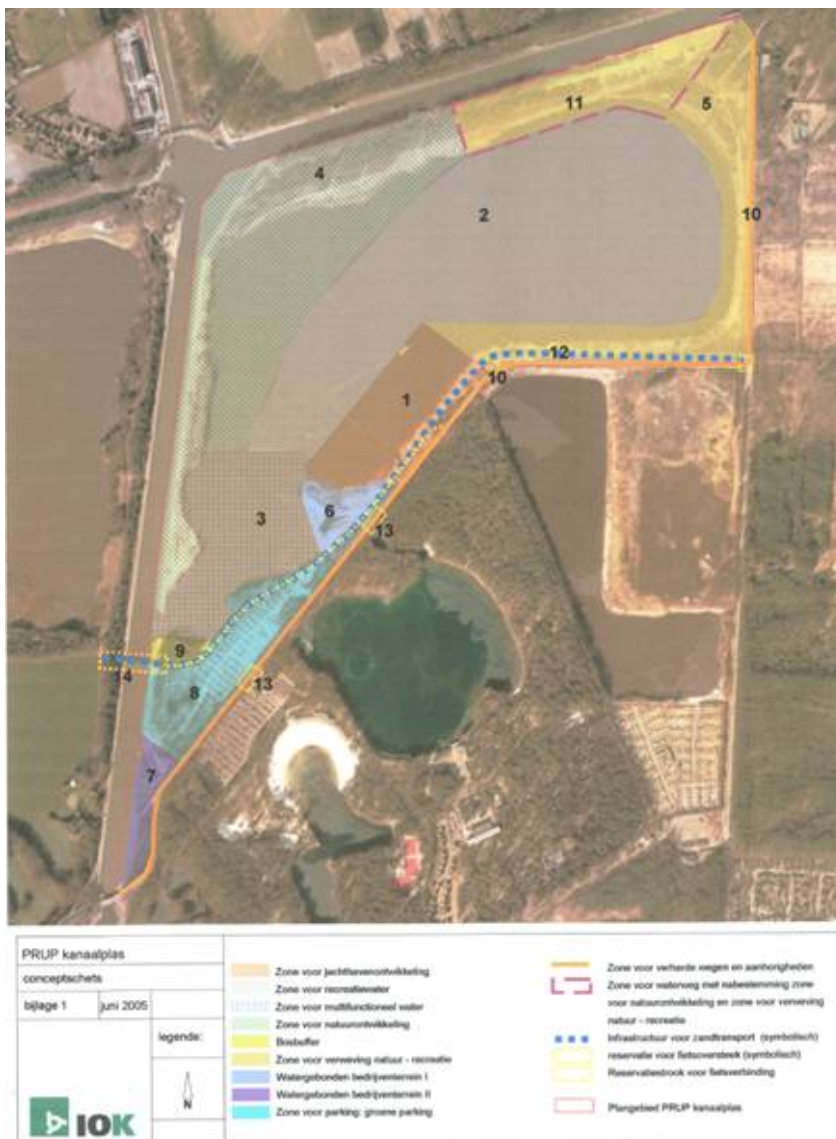 11
5
4
2
10
12
10
1
3
6
13
9
14
13
8
7
PRUP kanaalplas
conceptschets
bijlage 1
juni 2005
legende:
N
IOK
Zone voor jachthavenontwikkeling
Zone voor recreatiewater
Zone voor multifunctioneel water
Zone voor natuurontwikkeling
Bosbuffer
Zone voor verweving natuur - recreatie
Watergebonden bedrijventerrein I
Watergebonden bedrijventerrein II
Zone voor parking: groene parking
Zone voor verharde wegen en aanhorigheden
Zone voor waterweg met nabestemming zone
voor natuurontwikkeling en zone voor verweving
natuur - recreatie
Infrastructuur voor zandtransport (symbolisch)
reservatie voor fietsoversteek (symbolisch)
Reservatiestrook voor fietsverbinding
Plangebied PRUP kanaalplas